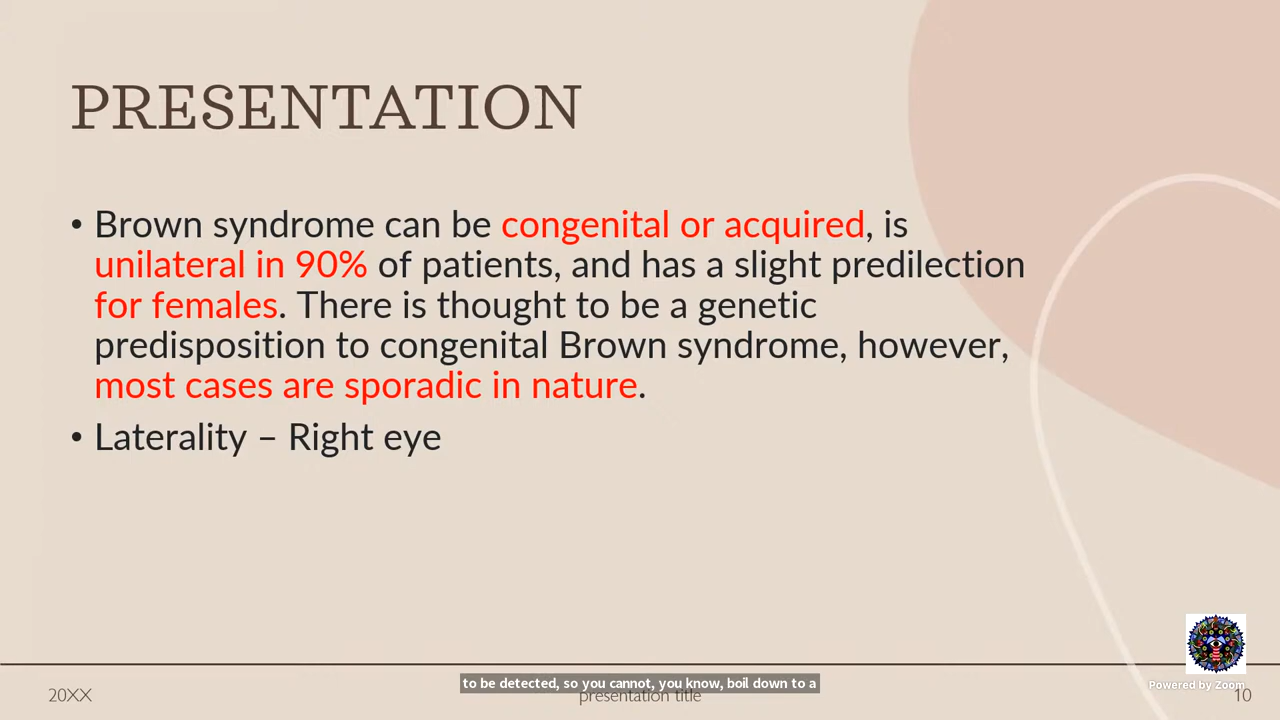 PRESENTATION
• Brown syndrome can be congenital or acquired, is
unilateral in 90% of patients, and has a slight predilection
for females. There is thought to be a genetic
predisposition to congenital Brown syndrome, however,
most cases are sporadic in nature.
• Laterality – Right eye
to be detected, so you cannot, you know, boil down to a
Powered by Zoom
20XX
presentation title
10